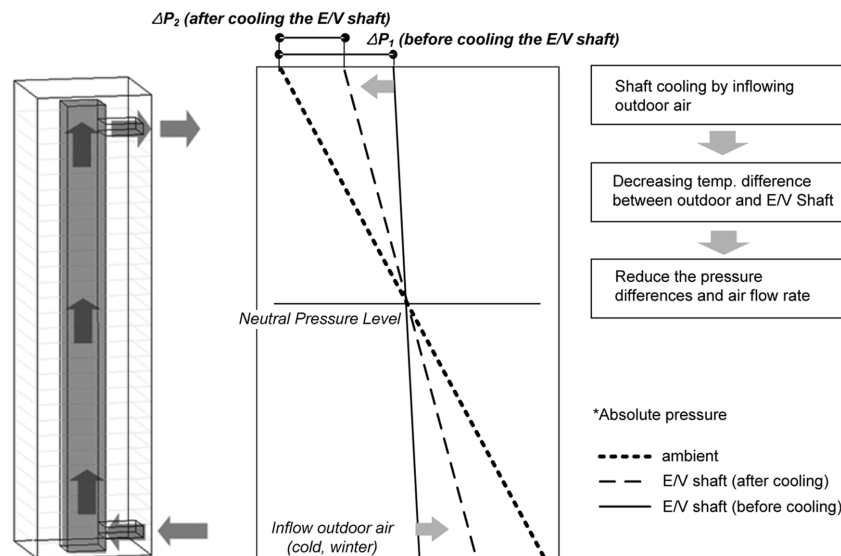 ΔP₂ (after cooling the E/V shaft)
ΔP₁ (before cooling the E/V shaft)
Shaft cooling by inflowing
outdoor air
Decreasing temp. difference
between outdoor and E/V Shaft
Reduce the pressure
differences and air flow rate
Neutral Pressure Level
*Absolute pressure
ambient
E/V shaft (after cooling)
E/V shaft (before cooling)
Inflow outdoor air
(cold, winter)